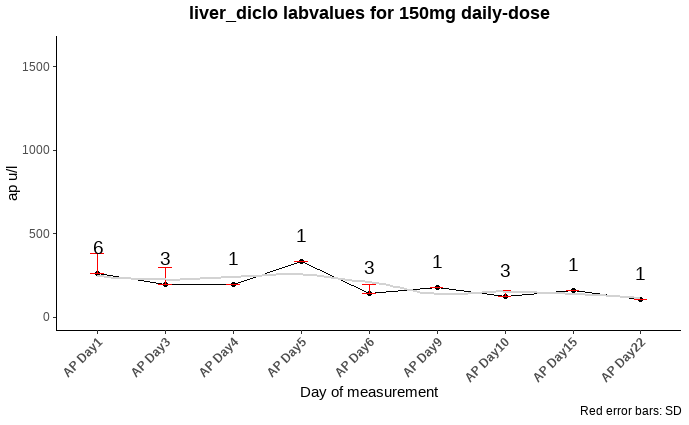 liver_diclo labvalues for 150mg daily-dose
1500
1000
500
0
ap u/l
6
3
1
1
3
1
3
1
1
AP Day1
AP Day3
AP Day4
AP Day5
AP Day6
AP Day9
AP Day10
AP Day15
AP Day22
Day of measurement
Red error bars: SD